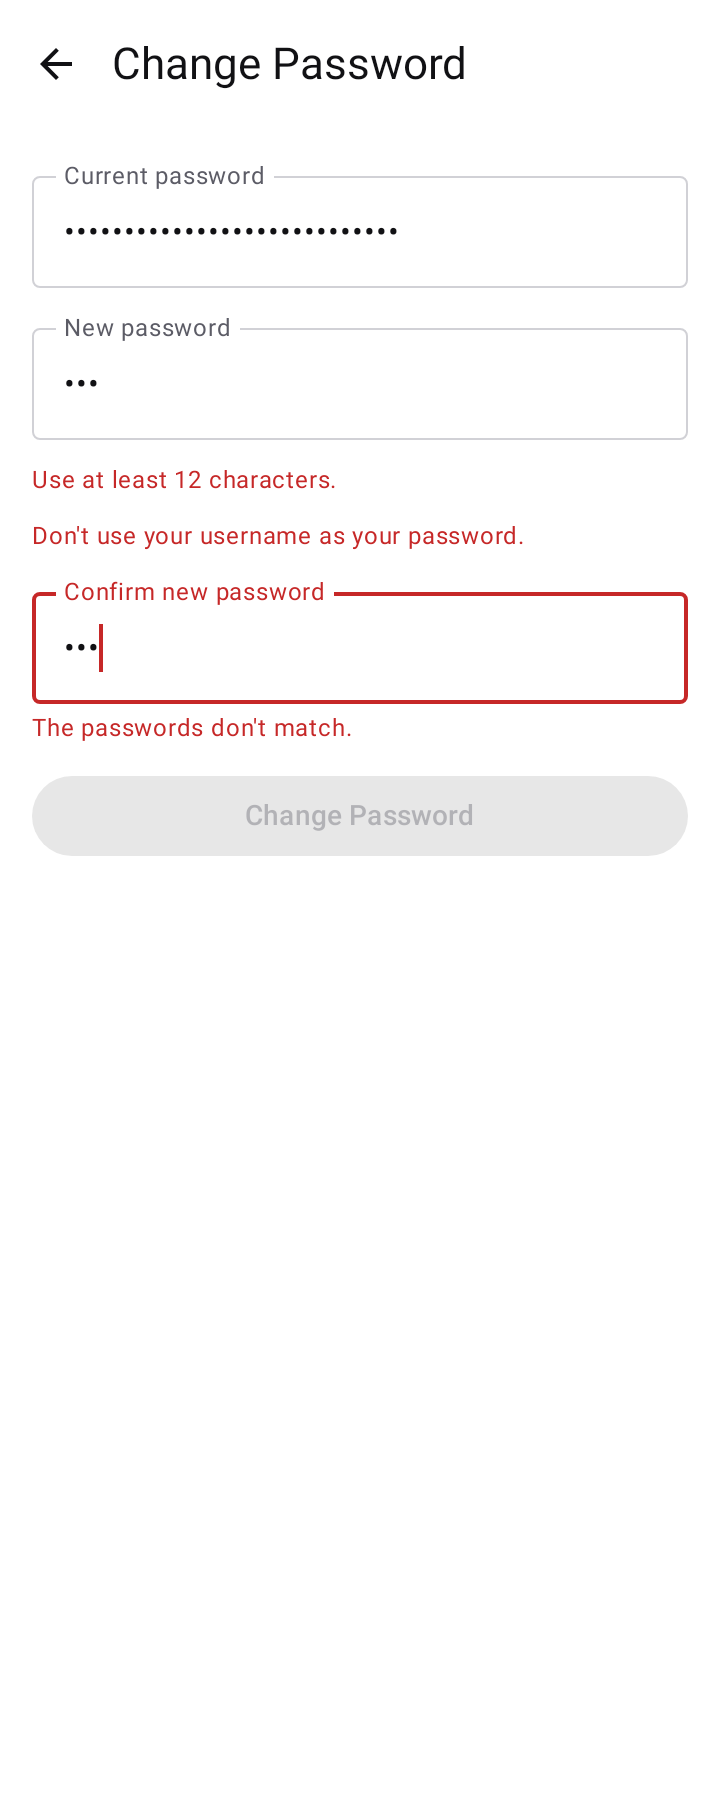 Change Password
Current password
••••••••••••••••••••••••••••
New password
•••
Use at least 12 characters.
Don't use your username as your password.
Confirm new password
•••
The passwords don't match.
Change Password